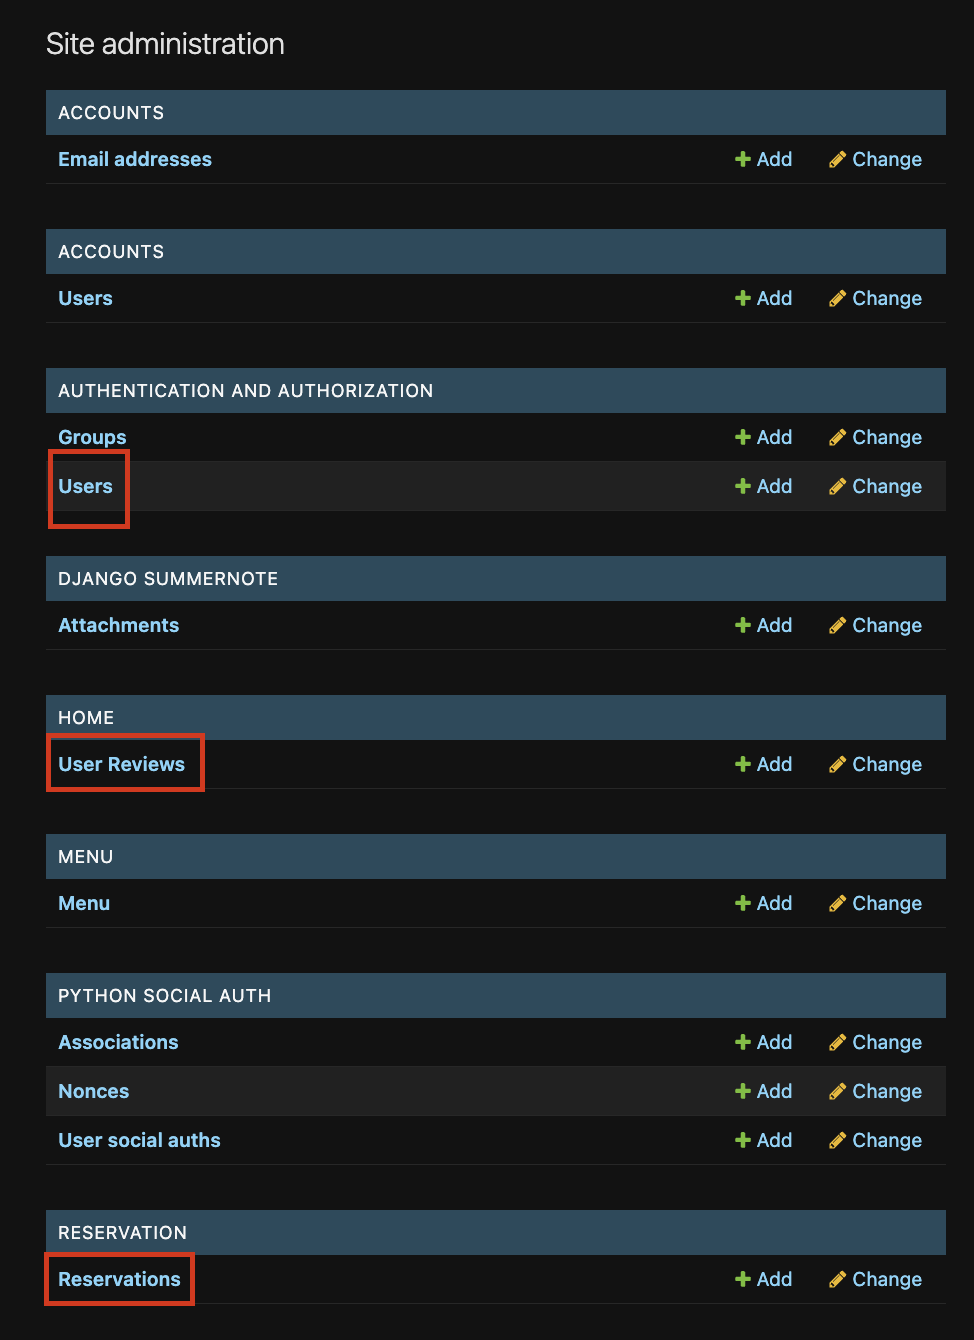 Site administration
ACCOUNTS
Email addresses Add Change
ACCOUNTS
Users Add Change
AUTHENTICATION AND AUTHORIZATION
Groups Add Change
Users Add Change
DJANGO SUMMERNOTE
Attachments Add Change
HOME
User Reviews Add Change
MENU
Menu Add Change
PYTHON SOCIAL AUTH
Associations Add Change
Nonces Add Change
User social auths Add Change
RESERVATION
Reservations Add Change